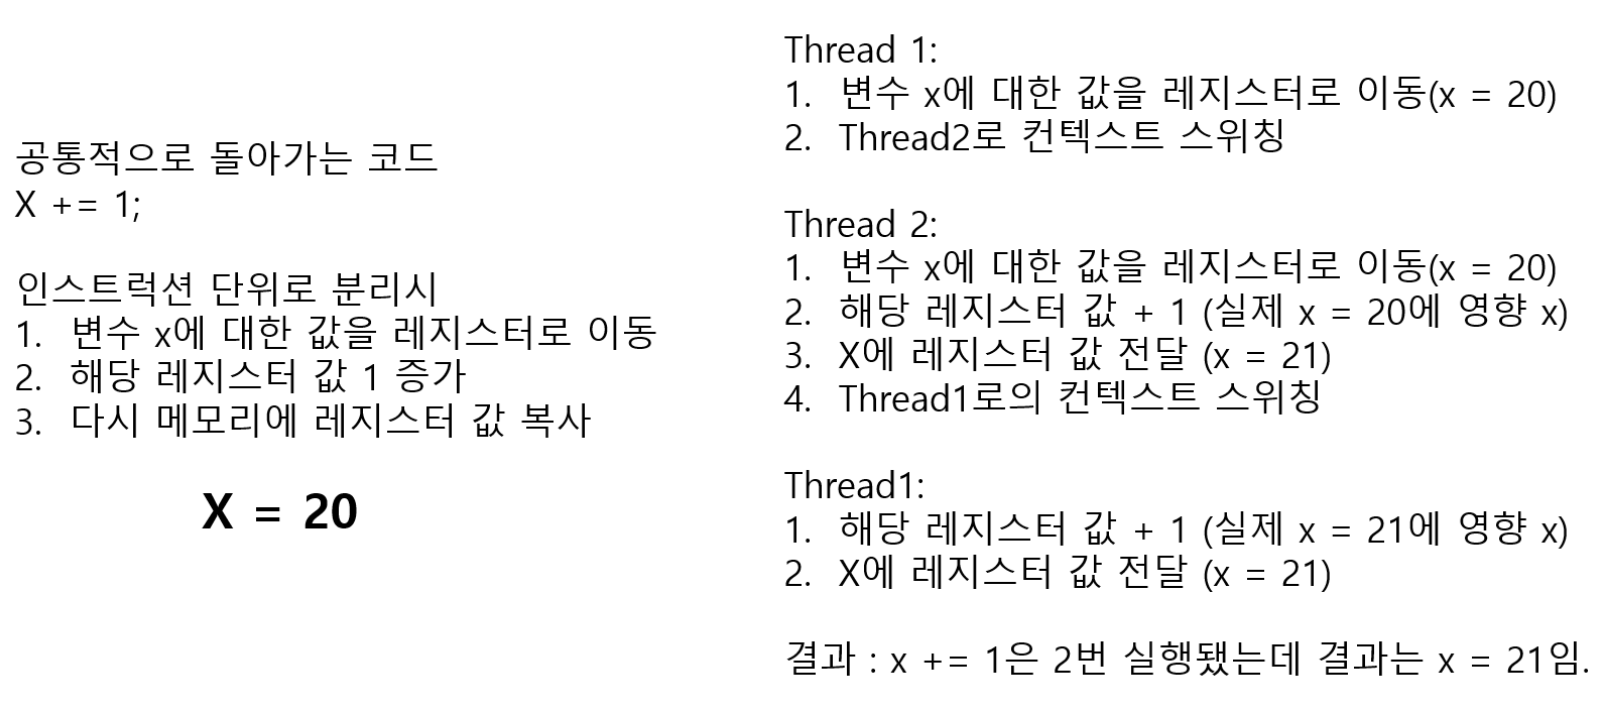 공통적으로 돌아가는 코드
X += 1;
인스트럭션 단위로 분리시
1. 변수 x에 대한 값을 레지스터로 이동
2. 해당 레지스터 값 1 증가
3. 다시 메모리에 레지스터 값 복사
X = 20
Thread 1:
1. 변수 x에 대한 값을 레지스터로 이동(x = 20)
2. Thread2로 컨텍스트 스위칭
Thread 2:
1. 변수 x에 대한 값을 레지스터로 이동(x = 20)
2. 해당 레지스터 값 + 1 (실제 x = 20에 영향 x)
3. X에 레지스터 값 전달 (x = 21)
4. Thread1로의 컨텍스트 스위칭
Thread1:
1. 해당 레지스터 값 + 1 (실제 x = 21에 영향 x)
2. X에 레지스터 값 전달 (x = 21)
결과 : x += 1은 2번 실행됐는데 결과는 x = 21임.